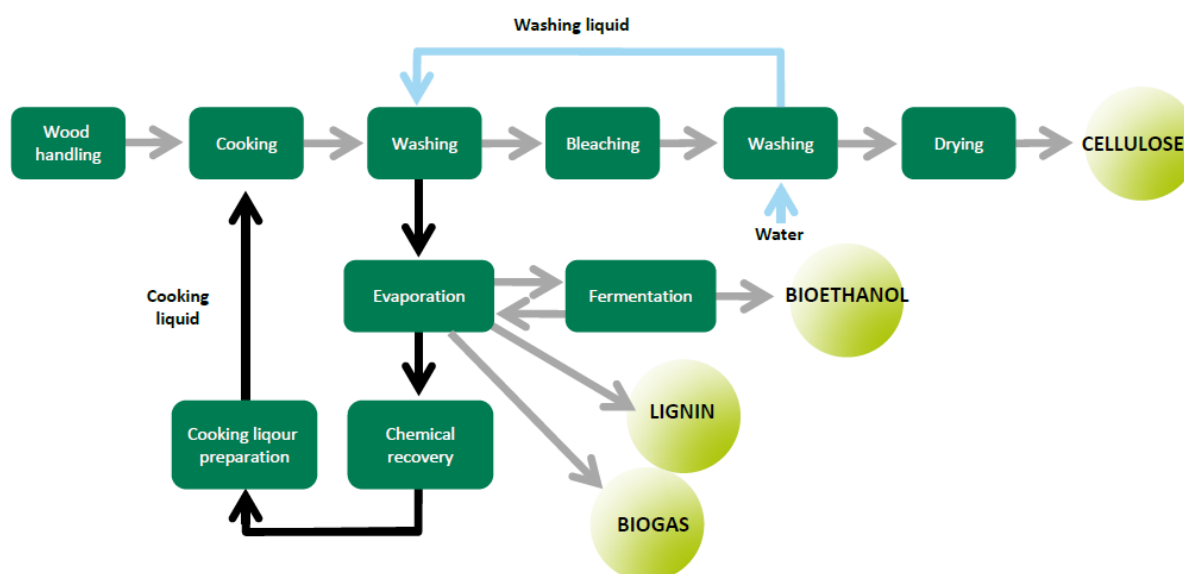 Washing liquid
Wood
handling
Cooking
Washing
Bleaching
Washing
Drying
CELLULOSE
Water
Evaporation
Fermentation
BIOETHANOL
Cooking
liquid
LIGNIN
Cooking liqour
preparation
Chemical
recovery
BIOGAS